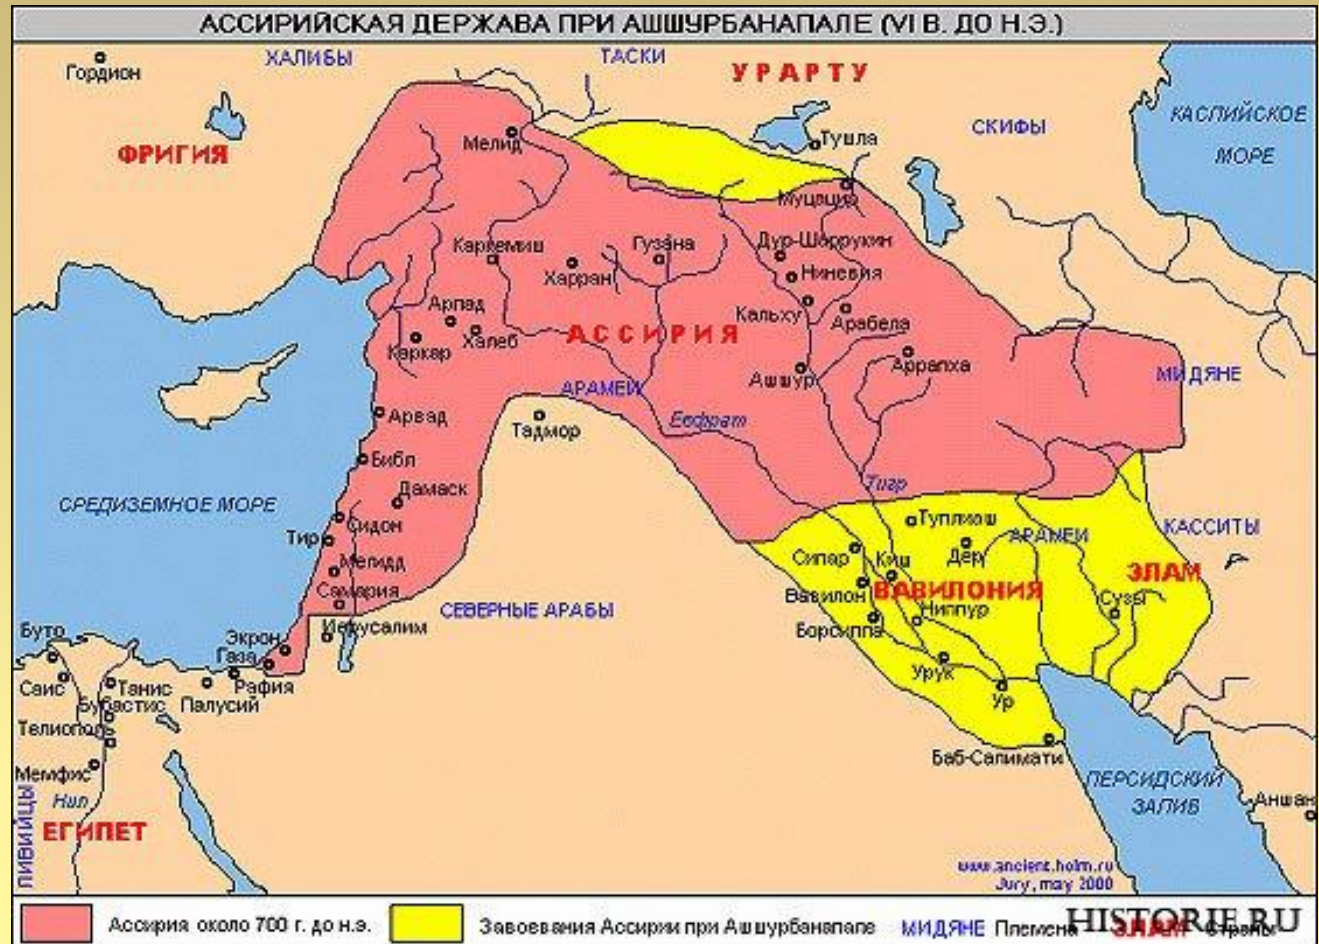 АССИРИЙСКАЯ ДЕРЖАВА ПРИ АШШУРБАНАПАЛЕ (VI В. ДО Н.Э.)
Гордион
ХАЛИБЫ
ТАСКИ
УРАРТУ
СКИФЫ
КАСПИЙСКОЕ
МОРЕ
ФРИГИЯ
Мелид
Тушпа
Муцацир
Каркемиш
Гузана
Дур-Шаррукин
Харран
Ниневия
Арпад
Кальху
Арабела
Халеб
АССИРИЯ
Каркар
Ашшур
Аррапха
МИДЯНЕ
АРАМЕИ
Арвад
Тадмор
Евфрат
Библ
Дамаск
Тигр
СРЕДИЗЕМНОЕ МОРЕ
Сидон
Туплиаш
АРАМЕИ
КАССИТЫ
Тир
Сипар
Киш
Дер
Мегидд
ЭЛАМ
Самария
Вавилон
ВАВИЛОНИЯ
Сузы
СЕВЕРНЫЕ АРАБЫ
Ниппур
Буто
Экрон
Иерусалим
Борсиппа
Газа
Урук
Саис
Танис
Рафия
Бубастис
Палусий
Ур
Телиополь
Баб-Салимати
Мемфис
ПЕРСИДСКИЙ
ЗАЛИВ
Нил
Аншан
ЕГИПЕТ
ЛИВИЙЦЫ
www.ancient.holm.ru
Jury, may 2000
Ассирия около 700 г. до н.э.
Завоевания Ассирии при Ашшурбанапале
МИДЯНЕ Племена
ЭЛАМ Страны
HISTORIE.RU